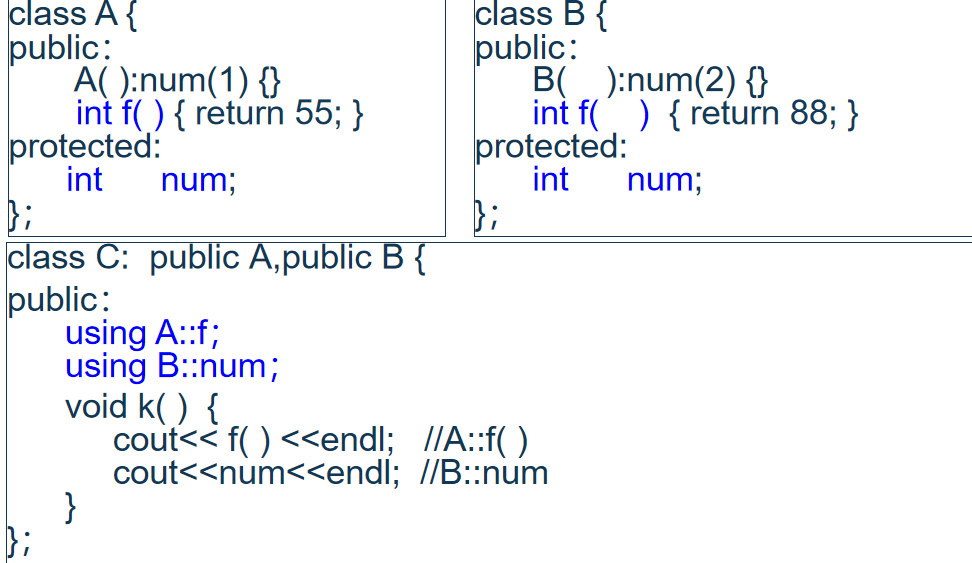 class A {
public:
A( ):num(1) {}
int f( ) { return 55; }
protected:
int num;
};
class B {
public:
B( ):num(2) {}
int f( ) { return 88; }
protected:
int num;
};
class C: public A,public B {
public:
using A::f;
using B::num;
void k( ) {
cout<< f( ) <<endl; //A::f( )
cout<<num<<endl; //B::num
}
};